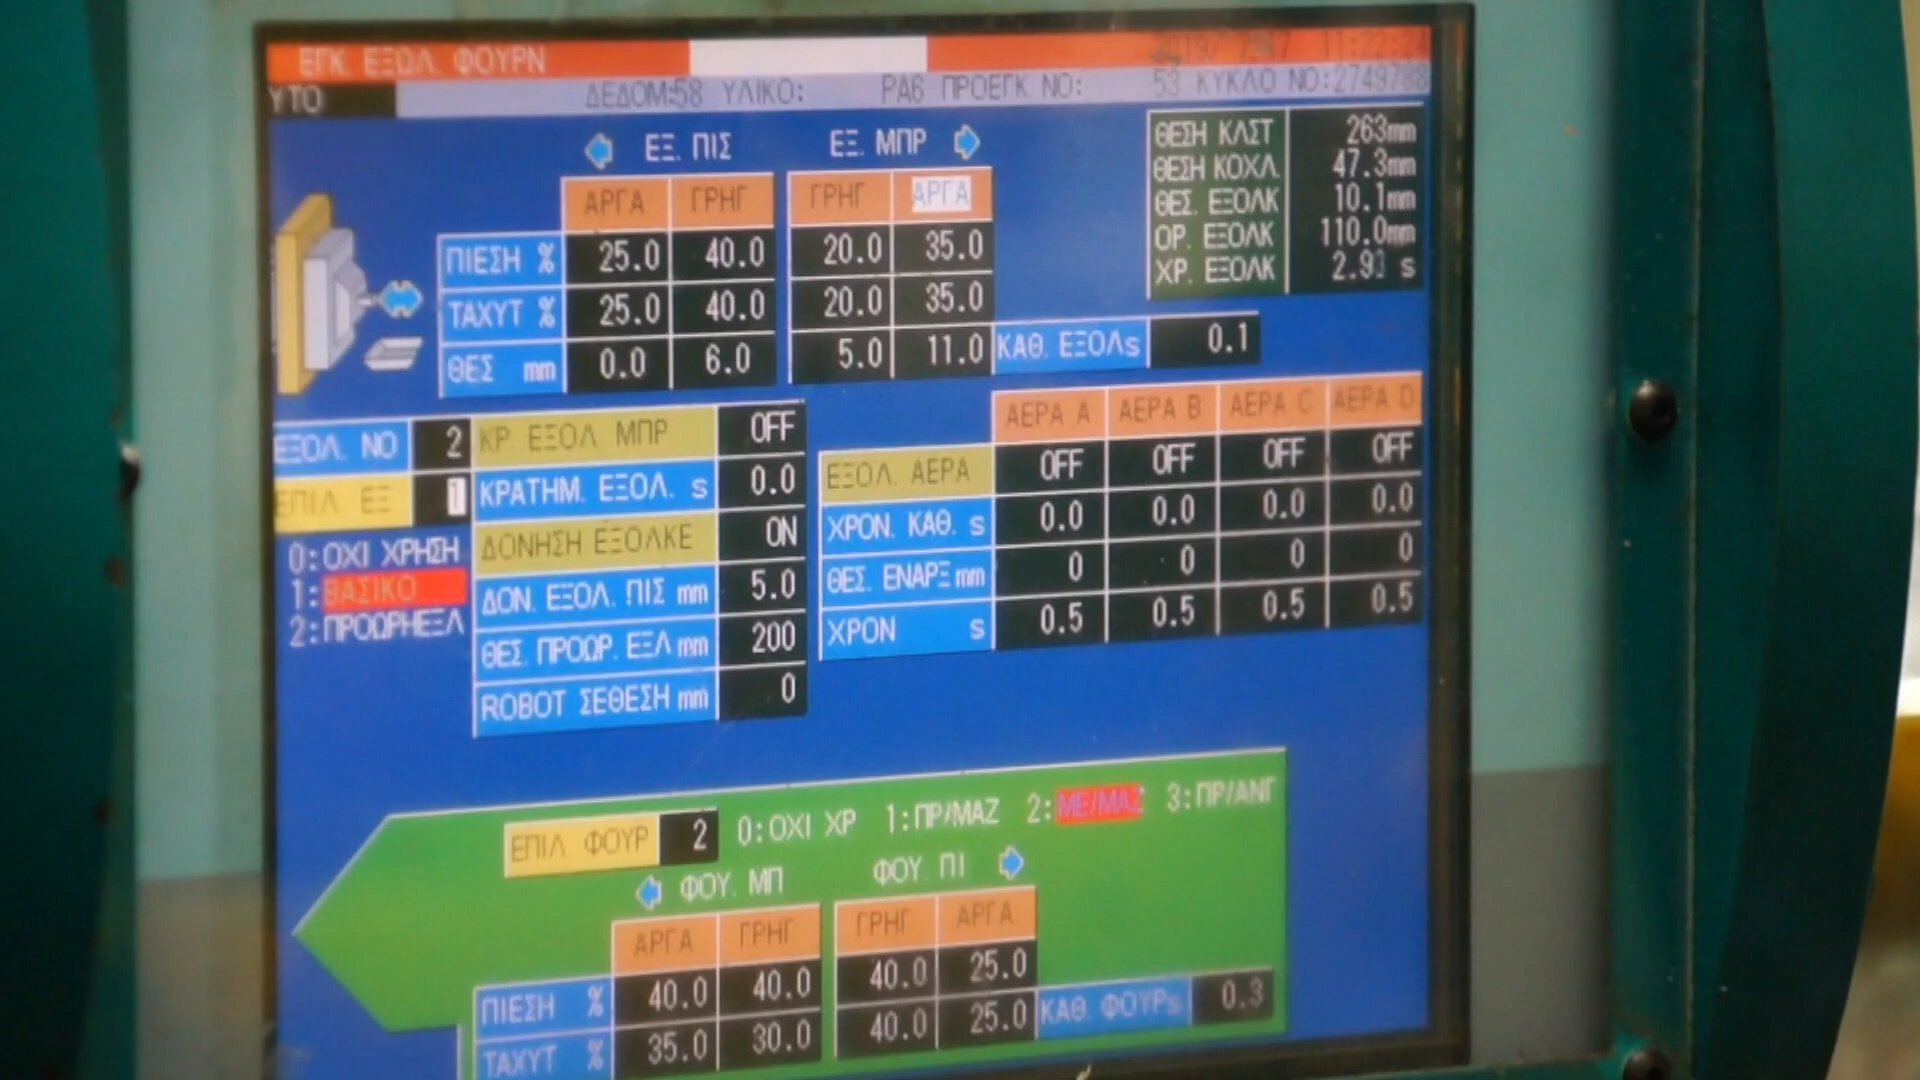 ΕΓΚ. ΕΞΩΛ. ΦΟΥΡΝ 11:22:24
ΥΤΟ ΔΕΔΟΜ:58 ΥΛΙΚΟ: PA6 ΠΡΟΕΓΚ NO: 53 ΚΥΚΛΟ NO:2749788
ΕΞ. ΠΙΣ ΕΞ. ΜΠΡ
ΑΡΓΑ ΓΡΗΓ ΓΡΗΓ ΑΡΓΑ
ΠΙΕΣΗ % 25.0 40.0 20.0 35.0
ΤΑΧΥΤ % 25.0 40.0 20.0 35.0
ΘΕΣ mm 0.0 6.0 5.0 11.0 ΚΑΘ. ΕΞΟΛs 0.1
ΘΕΣΗ ΚΛΣΤ 263mm
ΘΕΣΗ ΚΟΧΛ 47.3mm
ΘΕΣ. ΕΞΟΛΚ 10.1mm
ΟΡ. ΕΞΟΛΚ 110.0mm
ΧΡ. ΕΞΟΛΚ s
ΕΞΟΛ. NO 2
ΕΠΙΛ ΕΞ 1
0:ΟΧΙ ΧΡΗΣΗ
1:ΒΑΣΙΚΟ
2:ΠΡΟΩΡΗΕΞΛ
ΚΡ. ΕΞΟΛ. ΜΠΡ OFF
ΚΡΑΤΗΜ. ΕΞΟΛ. s 0.0
ΔΟΝΗΣΗ ΕΞΟΛΚΕ ON
ΔΟΝ. ΕΞΟΛ. ΠΙΣ mm 5.0
ΘΕΣ. ΠΡΟΩΡ. ΕΞΛ mm 200
ROBOT ΣΕΘΕΣΗ mm 0
ΑΕΡΑ A ΑΕΡΑ B ΑΕΡΑ C ΑΕΡΑ D
ΕΞΟΛ. ΑΕΡΑ OFF OFF OFF OFF
ΧΡΟΝ. ΚΑΘ. s 0.0 0.0 0.0 0.0
ΘΕΣ. ΕΝΑΡΞ mm 0 0 0 0
ΧΡΟΝ s 0.5 0.5 0.5 0.5
ΕΠΙΛ ΦΟΥΡ 2 0:ΟΧΙ ΧΡ 1:ΠΡ/ΜΑΖ 2:ΜΕ/ΜΑΖ 3:ΠΡ/ΑΝΓ
ΦΟΥ. ΜΠ ΦΟΥ. ΠΙ
ΑΡΓΑ ΓΡΗΓ ΓΡΗΓ ΑΡΓΑ
ΠΙΕΣΗ % 40.0 40.0 40.0 25.0
ΤΑΧΥΤ % 35.0 30.0 40.0 25.0 ΚΑΘ. ΦΟΥΡs 0.3